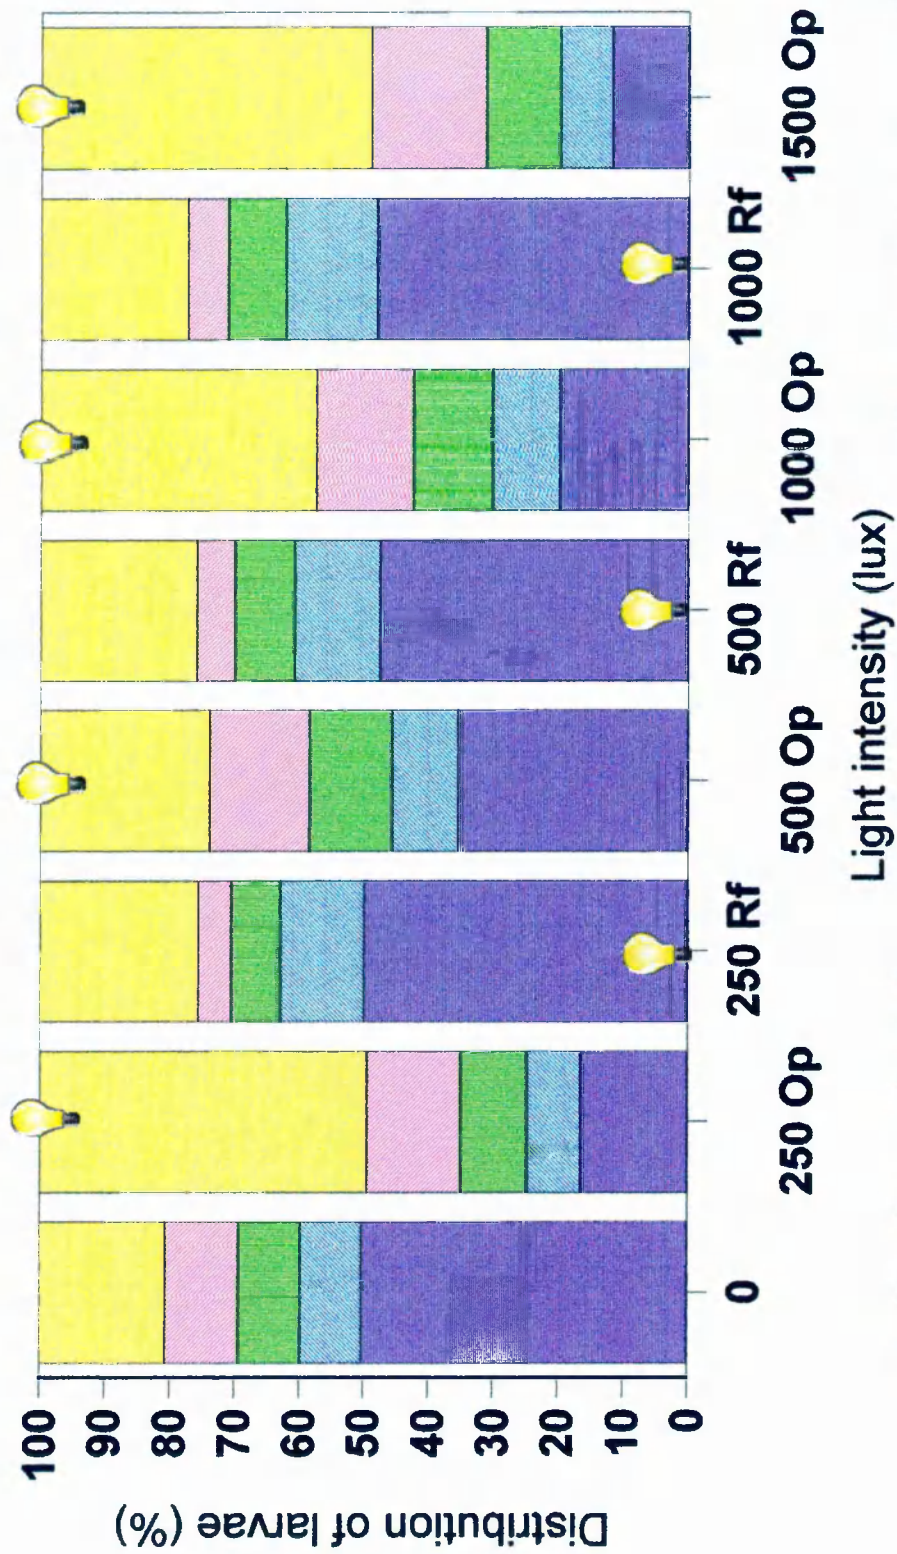 Distribution of larvae (%)
100
90
80
70
60
50
40
30
20
10
0
0
250 Op
250 Rf
500 Op
500 Rf
1000 Op
1000 Rf
1500 Op
Light intensity (lux)